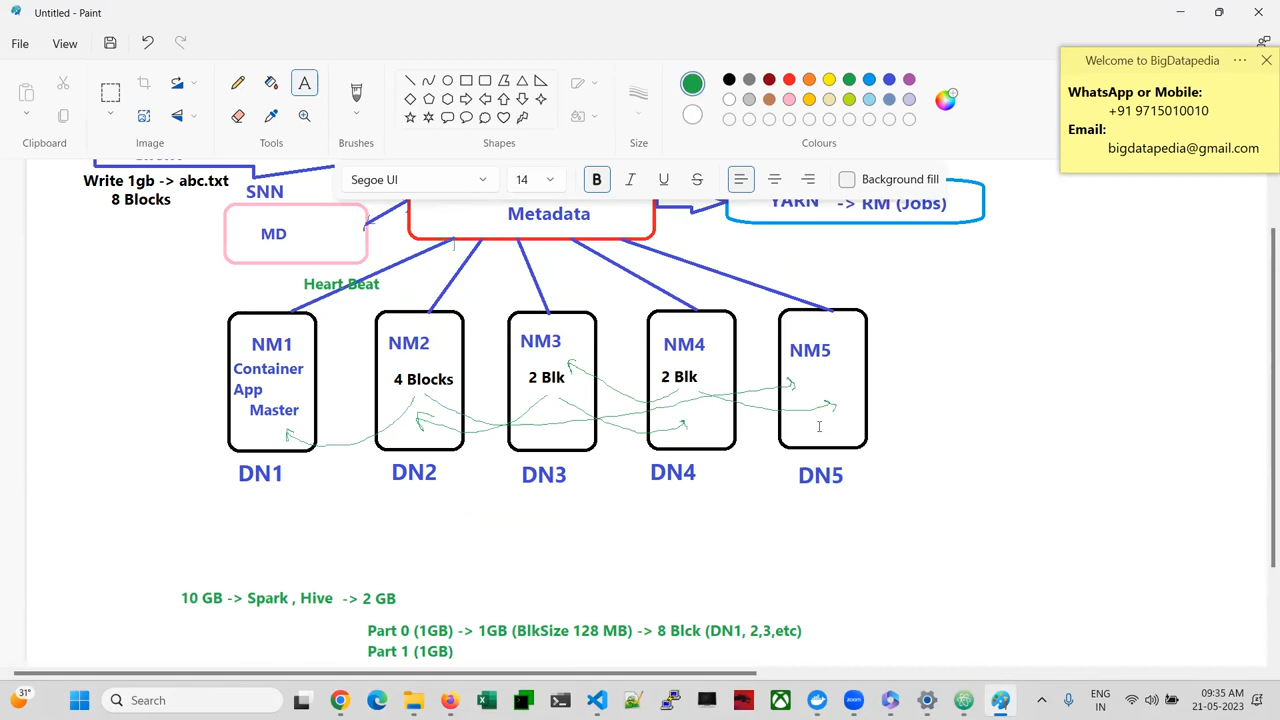 Untitled - Paint
File
View
Welcome to BigDatapedia
WhatsApp or Mobile:
+91 9715010010
Email:
bigdatapedia@gmail.com
Clipboard
Image
Tools
Brushes
Shapes
Size
Colours
Segoe UI
14
B
I
U
S
Background fill
Write 1gb -> abc.txt
8 Blocks
SNN
MD
Metadata
YARN -> RM (Jobs)
Heart Beat
NM1
Container
App
Master
DN1
NM2
4 Blocks
DN2
NM3
2 Blk
DN3
NM4
2 Blk
DN4
NM5
DN5
10 GB -> Spark , Hive -> 2 GB
Part 0 (1GB) -> 1GB (BlkSize 128 MB) -> 8 Blck (DN1, 2,3,etc)
Part 1 (1GB)
31°
Search
ENG
IN
09:35 AM
21-05-2023